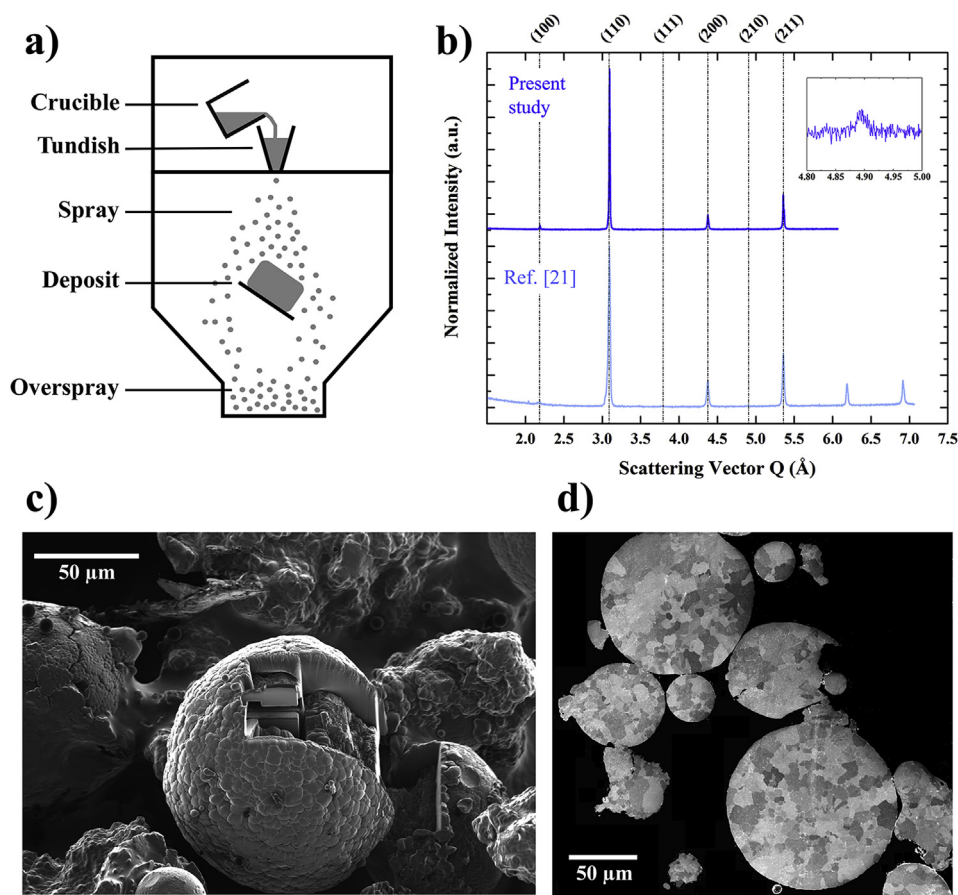 a)
Crucible
Tundish
Spray
Deposit
Overspray
b)
(100) (110) (111) (200) (210) (211)
Present
study
4.80 4.85 4.90 4.95 5.00
Ref. [21]
Normalized Intensity (a.u.)
2.0 2.5 3.0 3.5 4.0 4.5 5.0 5.5 6.0 6.5 7.0 7.5
Scattering Vector Q (Å)
c)
50 μm
d)
50 μm